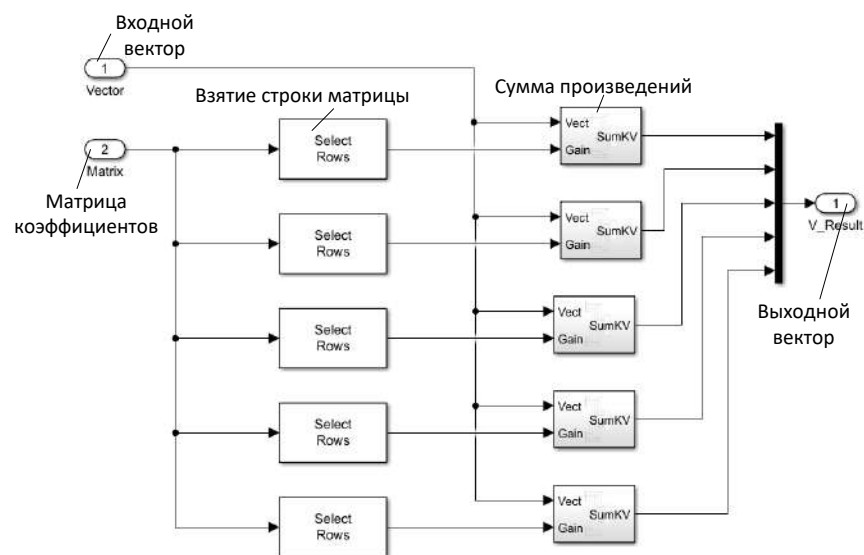 Входной
вектор
1
Vector
Взятие строки матрицы
Сумма произведений
Select
Rows
Vect
Gain
SumKV
2
Matrix
Матрица
коэффициентов
Select
Rows
Vect
Gain
SumKV
1
V_Result
Выходной
вектор
Select
Rows
Vect
Gain
SumKV
Select
Rows
Vect
Gain
SumKV
Select
Rows
Vect
Gain
SumKV